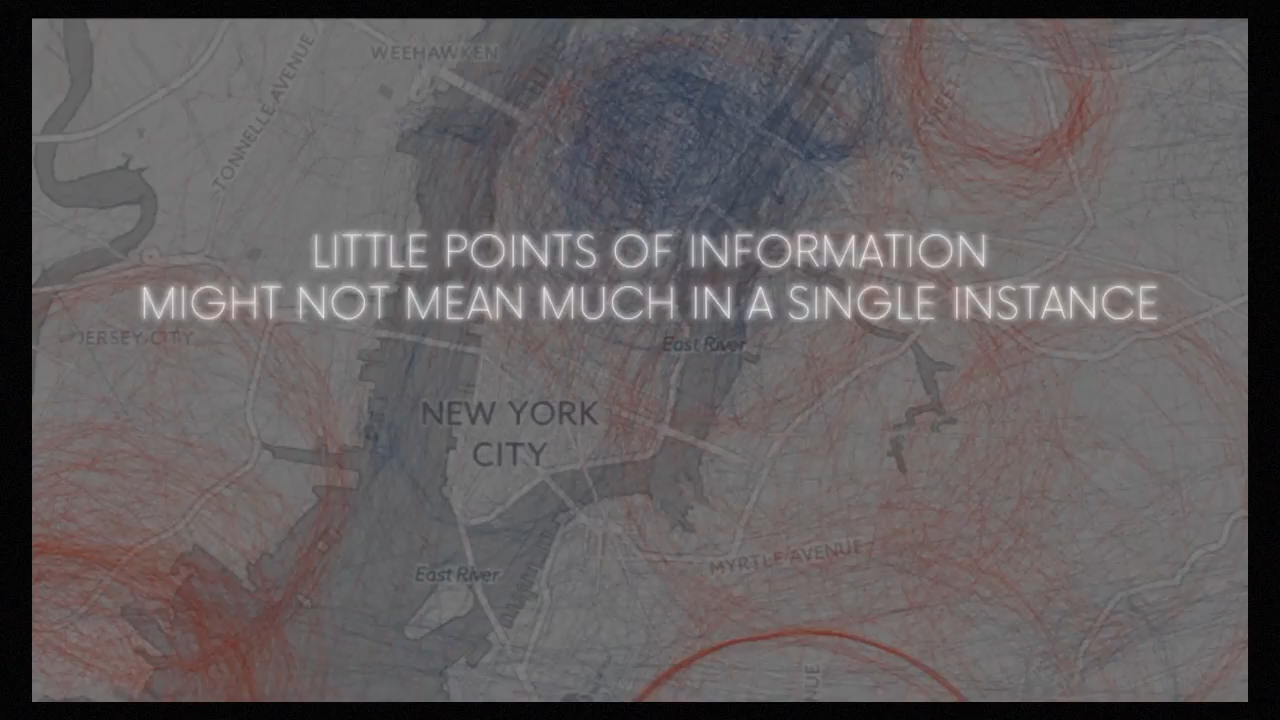 WEEHAWKEN
TONNELLE AVENUE
LITTLE POINTS OF INFORMATION
MIGHT NOT MEAN MUCH IN A SINGLE INSTANCE
JERSEY CITY
East River
NEW YORK
CITY
MYRTLE AVENUE
East River